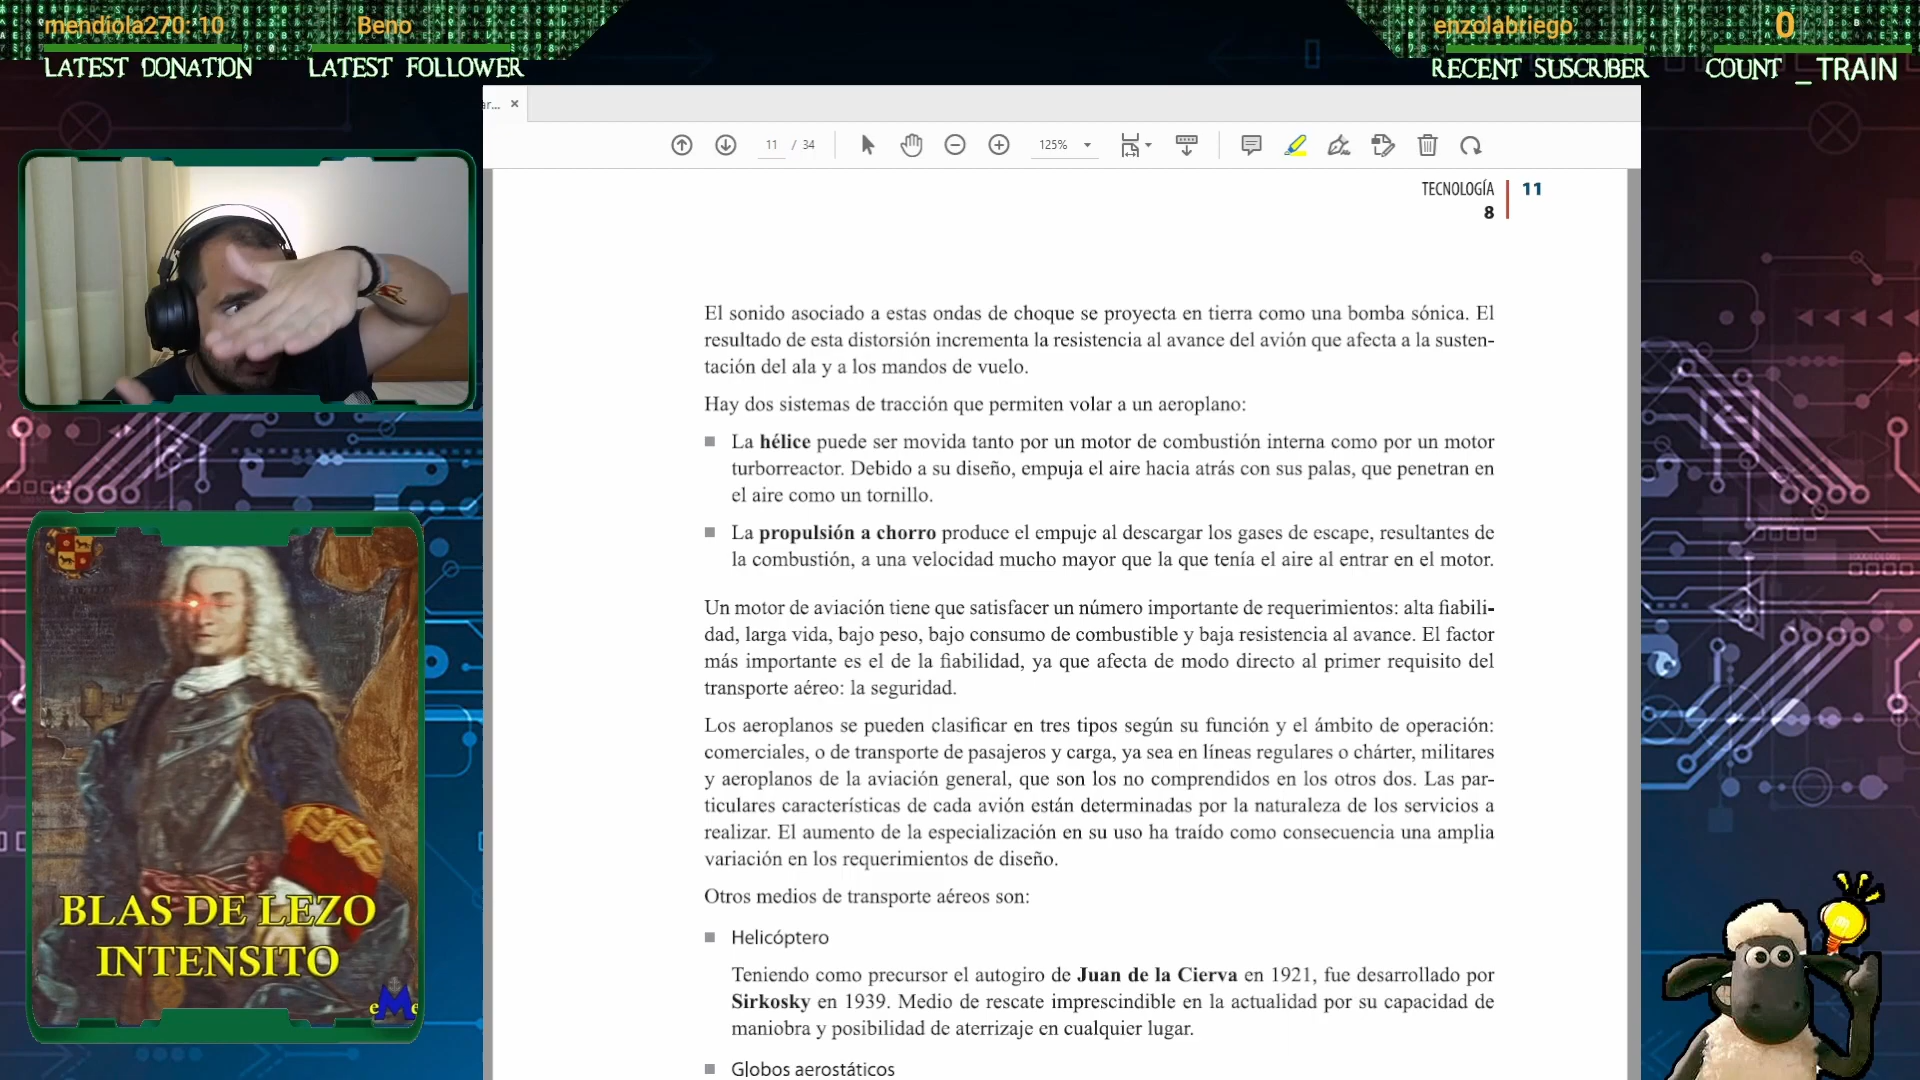 mendiola270: 10
Beno
LATEST DONATION
LATEST FOLLOWER
enzolabriego
0
RECENT SUSCRIBER
COUNT _TRAIN
ar...
11 / 34
125%
TECNOLOGÍA
8
11
El sonido asociado a estas ondas de choque se proyecta en tierra como una bomba sónica. El
resultado de esta distorsión incrementa la resistencia al avance del avión que afecta a la susten-
tación del ala y a los mandos de vuelo.
Hay dos sistemas de tracción que permiten volar a un aeroplano:
■ La hélice puede ser movida tanto por un motor de combustión interna como por un motor
turborreactor. Debido a su diseño, empuja el aire hacia atrás con sus palas, que penetran en
el aire como un tornillo.
■ La propulsión a chorro produce el empuje al descargar los gases de escape, resultantes de
la combustión, a una velocidad mucho mayor que la que tenía el aire al entrar en el motor.
Un motor de aviación tiene que satisfacer un número importante de requerimientos: alta fiabili-
dad, larga vida, bajo peso, bajo consumo de combustible y baja resistencia al avance. El factor
más importante es el de la fiabilidad, ya que afecta de modo directo al primer requisito del
transporte aéreo: la seguridad.
Los aeroplanos se pueden clasificar en tres tipos según su función y el ámbito de operación:
comerciales, o de transporte de pasajeros y carga, ya sea en líneas regulares o chárter, militares
y aeroplanos de la aviación general, que son los no comprendidos en los otros dos. Las par-
ticulares características de cada avión están determinadas por la naturaleza de los servicios a
realizar. El aumento de la especialización en su uso ha traído como consecuencia una amplia
variación en los requerimientos de diseño.
Otros medios de transporte aéreos son:
■ Helicóptero
Teniendo como precursor el autogiro de Juan de la Cierva en 1921, fue desarrollado por
Sirkosky en 1939. Medio de rescate imprescindible en la actualidad por su capacidad de
maniobra y posibilidad de aterrizaje en cualquier lugar.
■ Globos aerostáticos
BLAS DE LEZO
INTENSITO
eMe